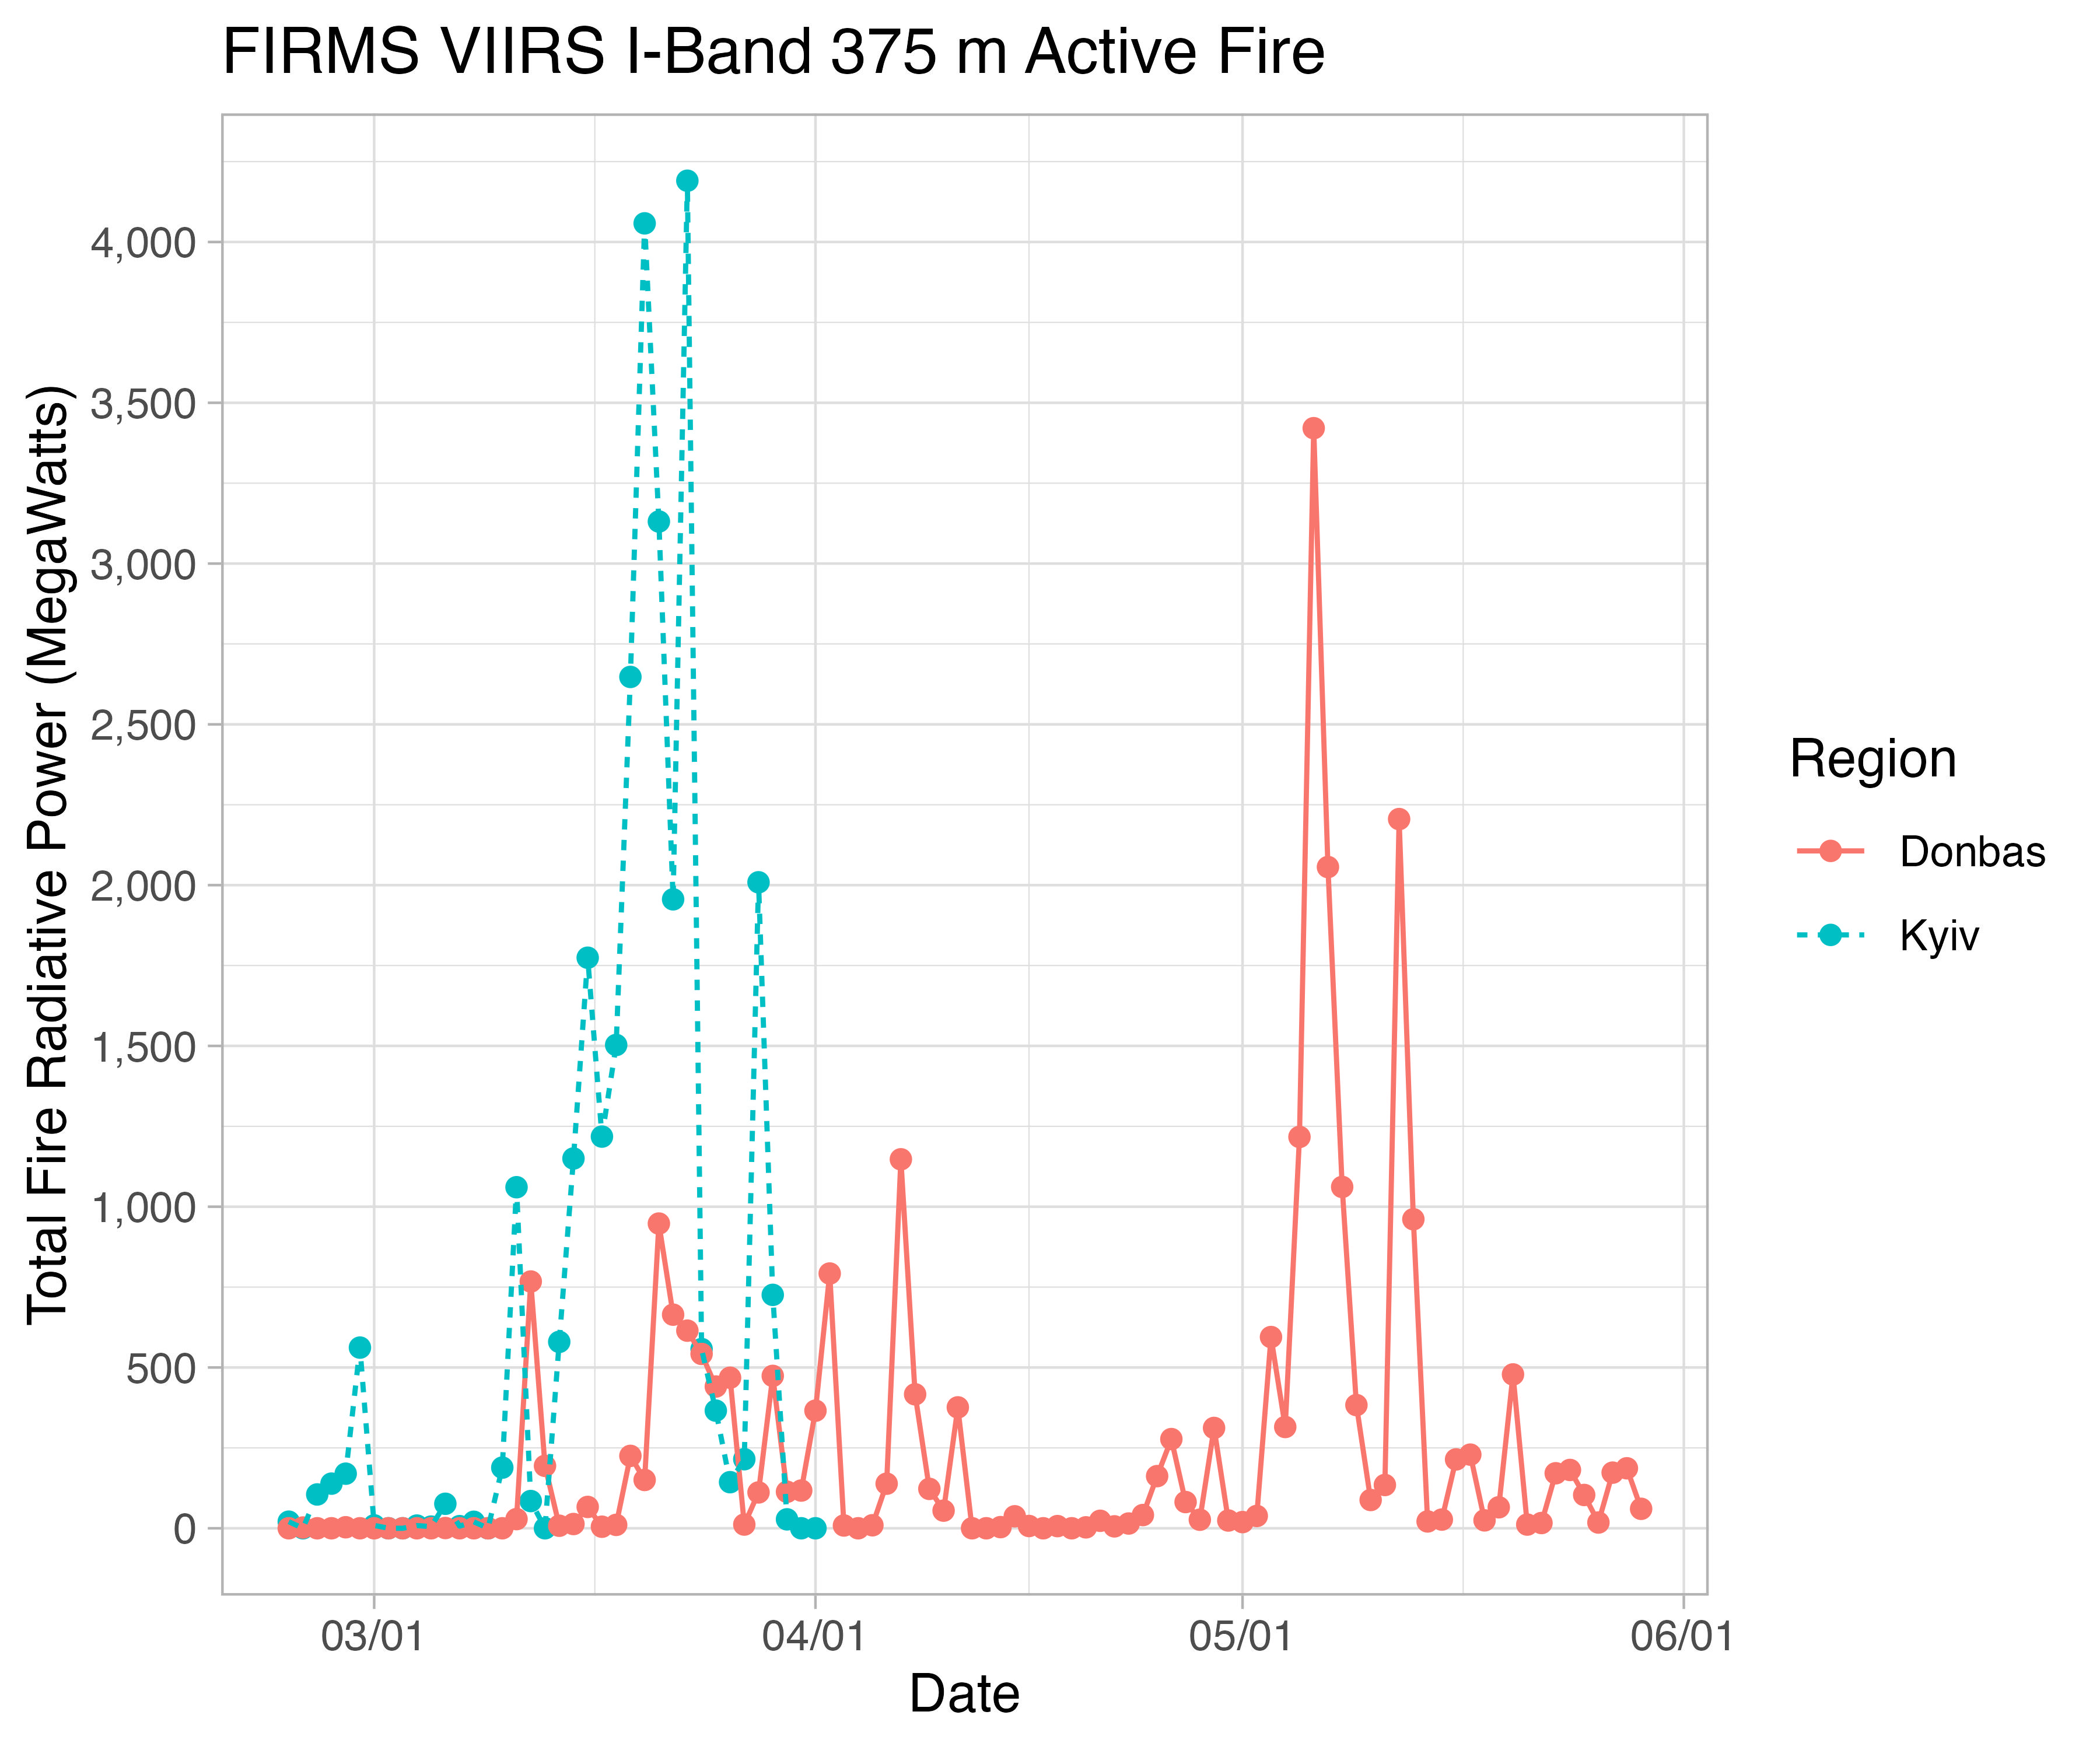 FIRMS VIIRS I-Band 375 m Active Fire
Total Fire Radiative Power (MegaWatts)
4,000
3,500
3,000
2,500
2,000
1,500
1,000
500
0
03/01
04/01
05/01
06/01
Date
Region
Donbas
Kyiv